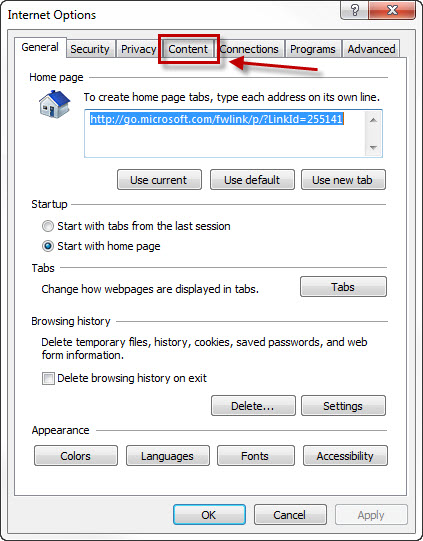 Internet Options
?
General Security Privacy Content Connections Programs Advanced
Home page
To create home page tabs, type each address on its own line.
http://go.microsoft.com/fwlink/p/?LinkId=255141
Use current Use default Use new tab
Startup
Start with tabs from the last session
Start with home page
Tabs
Change how webpages are displayed in tabs. Tabs
Browsing history
Delete temporary files, history, cookies, saved passwords, and web
form information.
Delete browsing history on exit
Delete... Settings
Appearance
Colors Languages Fonts Accessibility
OK Cancel Apply